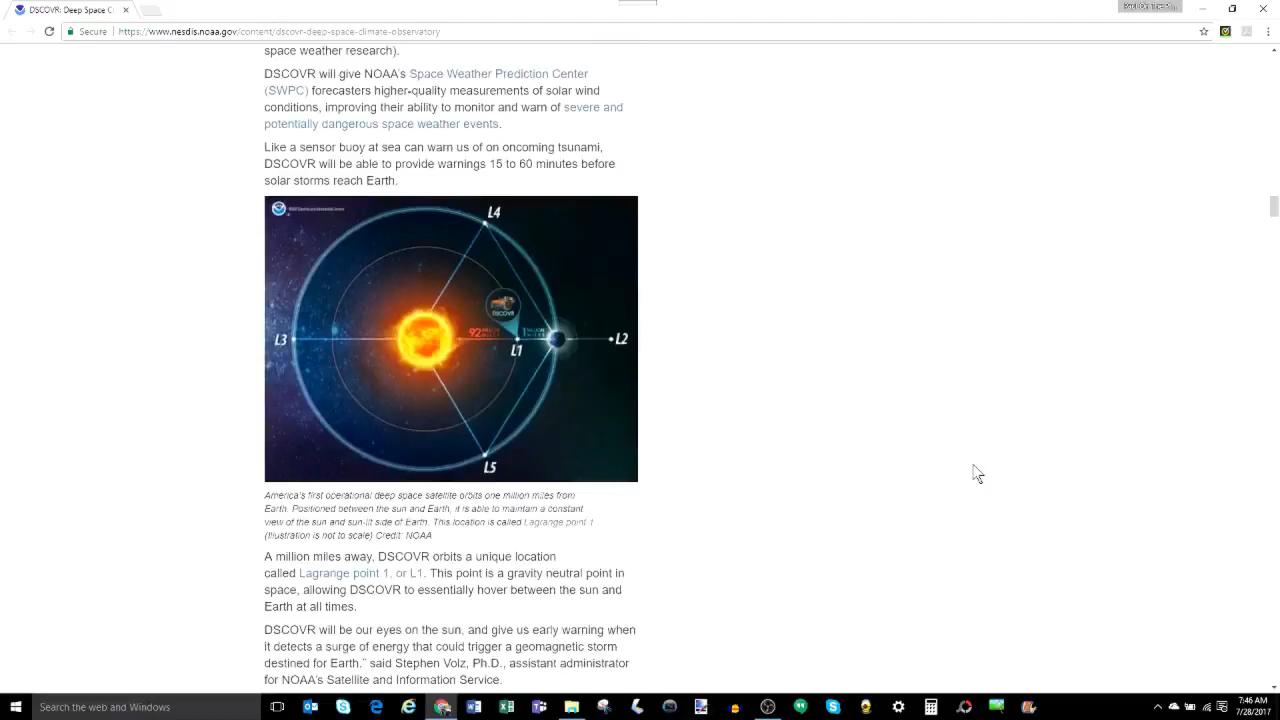 DSCOVR: Deep Space C
Secure
https://www.nesdis.noaa.gov/content/dscovr-deep-space-climate-observatory
space weather research).
DSCOVR will give NOAA's Space Weather Prediction Center
(SWPC) forecasters higher-quality measurements of solar wind
conditions, improving their ability to monitor and warn of severe and
potentially dangerous space weather events.
Like a sensor buoy at sea can warn us of on oncoming tsunami,
DSCOVR will be able to provide warnings 15 to 60 minutes before
solar storms reach Earth.
L4
DSCOVR
92 MILLION MILES
1 MILLION MILES
L3
L1
L2
L5
America's first operational deep space satellite orbits one million miles from
Earth. Positioned between the sun and Earth, it is able to maintain a constant
view of the sun and sun-lit side of Earth. This location is called Lagrange point 1
(Illustration is not to scale) Credit: NOAA
A million miles away, DSCOVR orbits a unique location
called Lagrange point 1, or L1. This point is a gravity neutral point in
space, allowing DSCOVR to essentially hover between the sun and
Earth at all times.
DSCOVR will be our eyes on the sun, and give us early warning when
it detects a surge of energy that could trigger a geomagnetic storm
destined for Earth." said Stephen Volz, Ph.D., assistant administrator
for NOAA's Satellite and Information Service.
Search the web and Windows
7:46 AM
7/28/2017